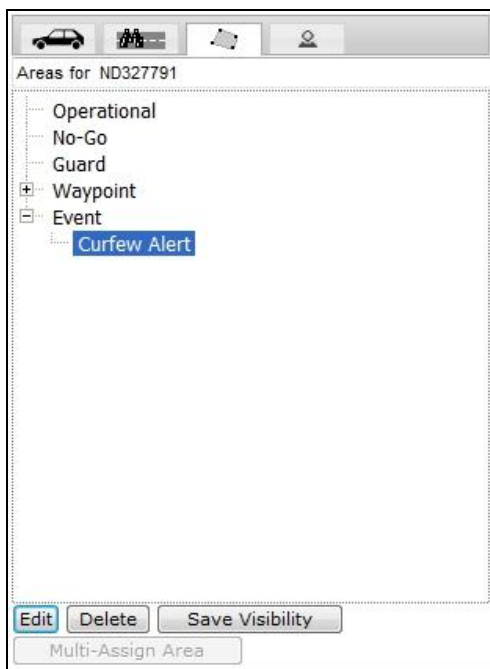 Areas for ND327791
Operational
No-Go
Guard
Waypoint
Event
Curfew Alert
Edit Delete Save Visibility
Multi-Assign Area